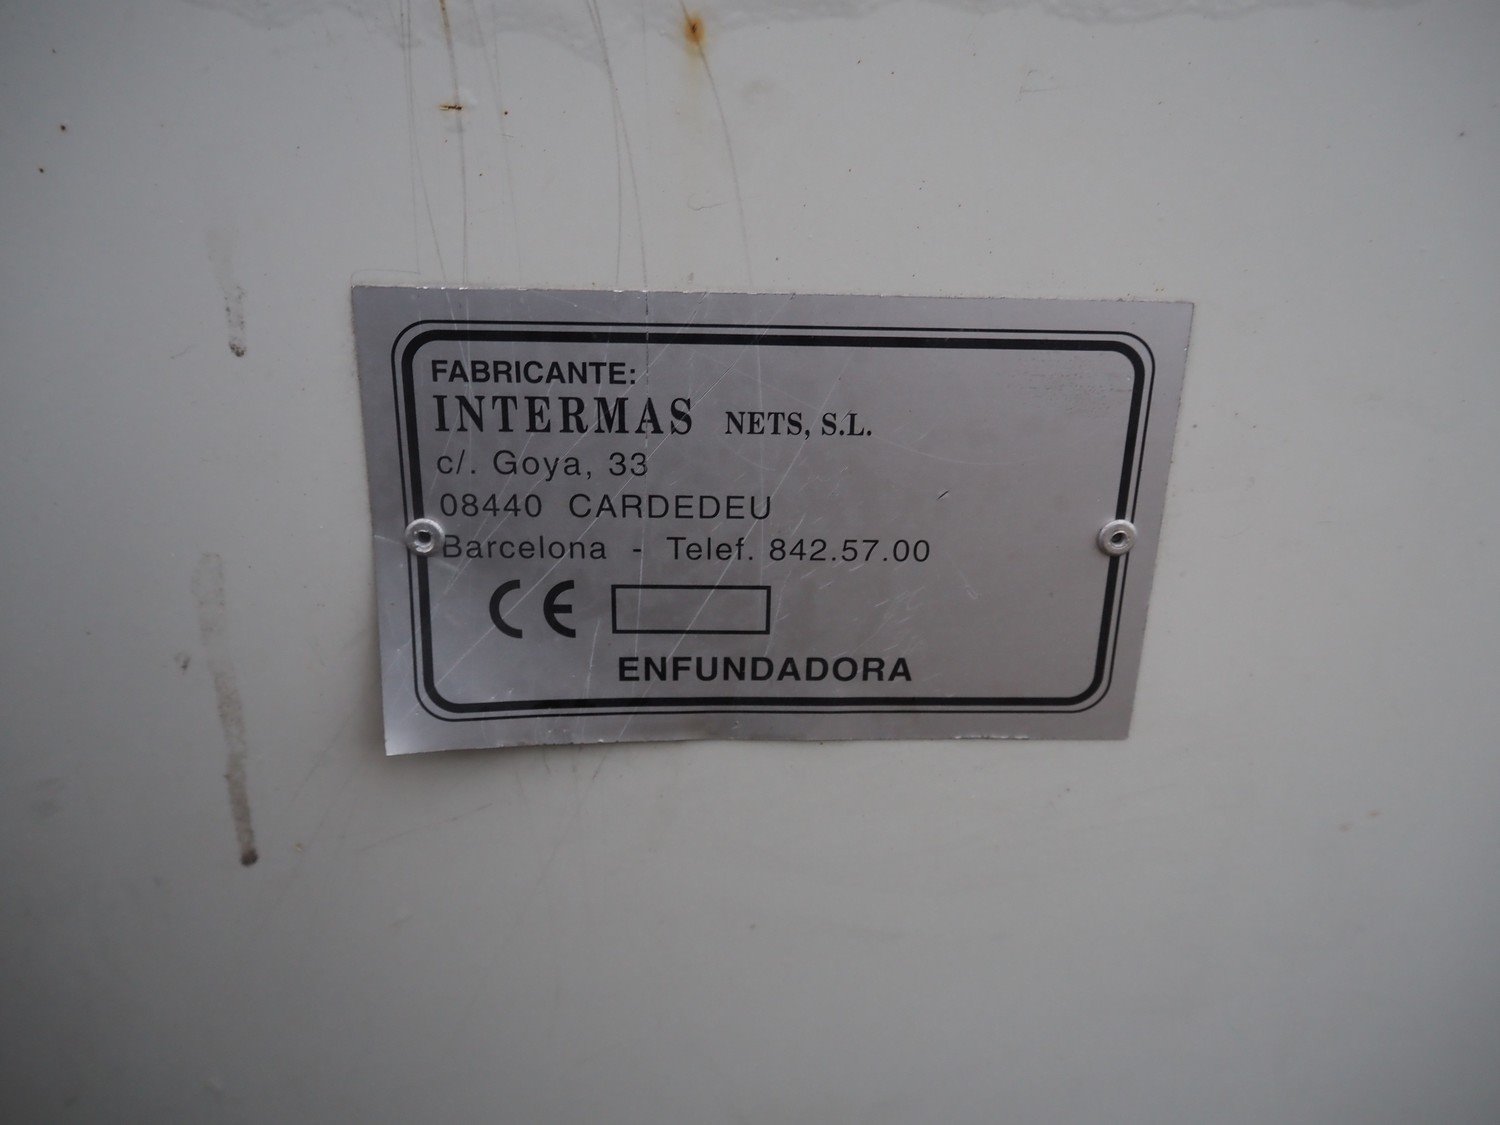 FABRICANTE:
INTERMAS NETS, S.L.
c/. Goya, 33
08440 CARDEDEU
Barcelona - Telef. 842.57.00
CE
ENFUNDADORA